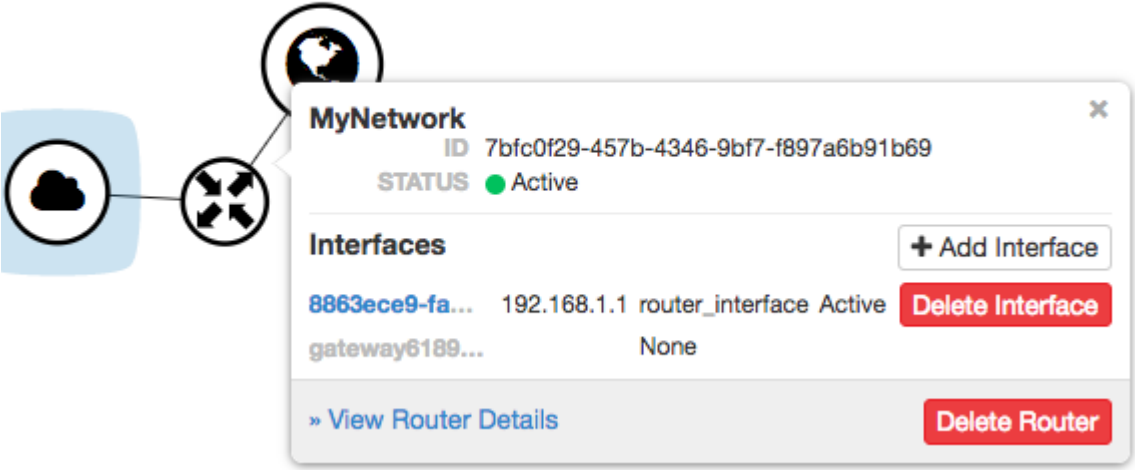 MyNetwork ×
ID 7bfc0f29-457b-4346-9bf7-f897a6b91b69
STATUS Active
Interfaces + Add Interface
8863ece9-fa... 192.168.1.1 router_interface Active Delete Interface
gateway6189... None
» View Router Details Delete Router